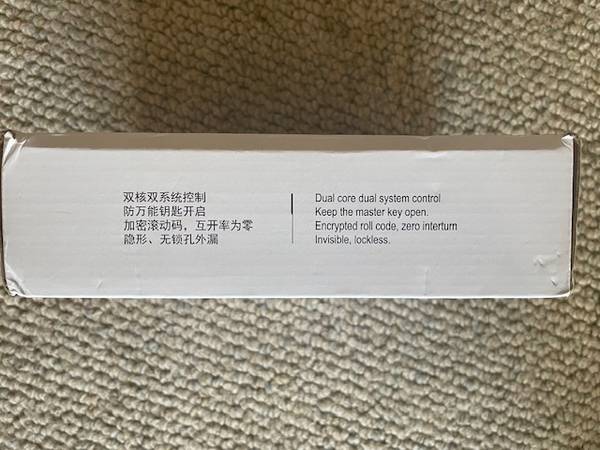 双核双系统控制
防万能钥匙开启
加密滚动码，互开率为零
隐形、无锁孔外漏
Dual core dual system control
Keep the master key open.
Encrypted roll code, zero interturn
Invisible, lockless.